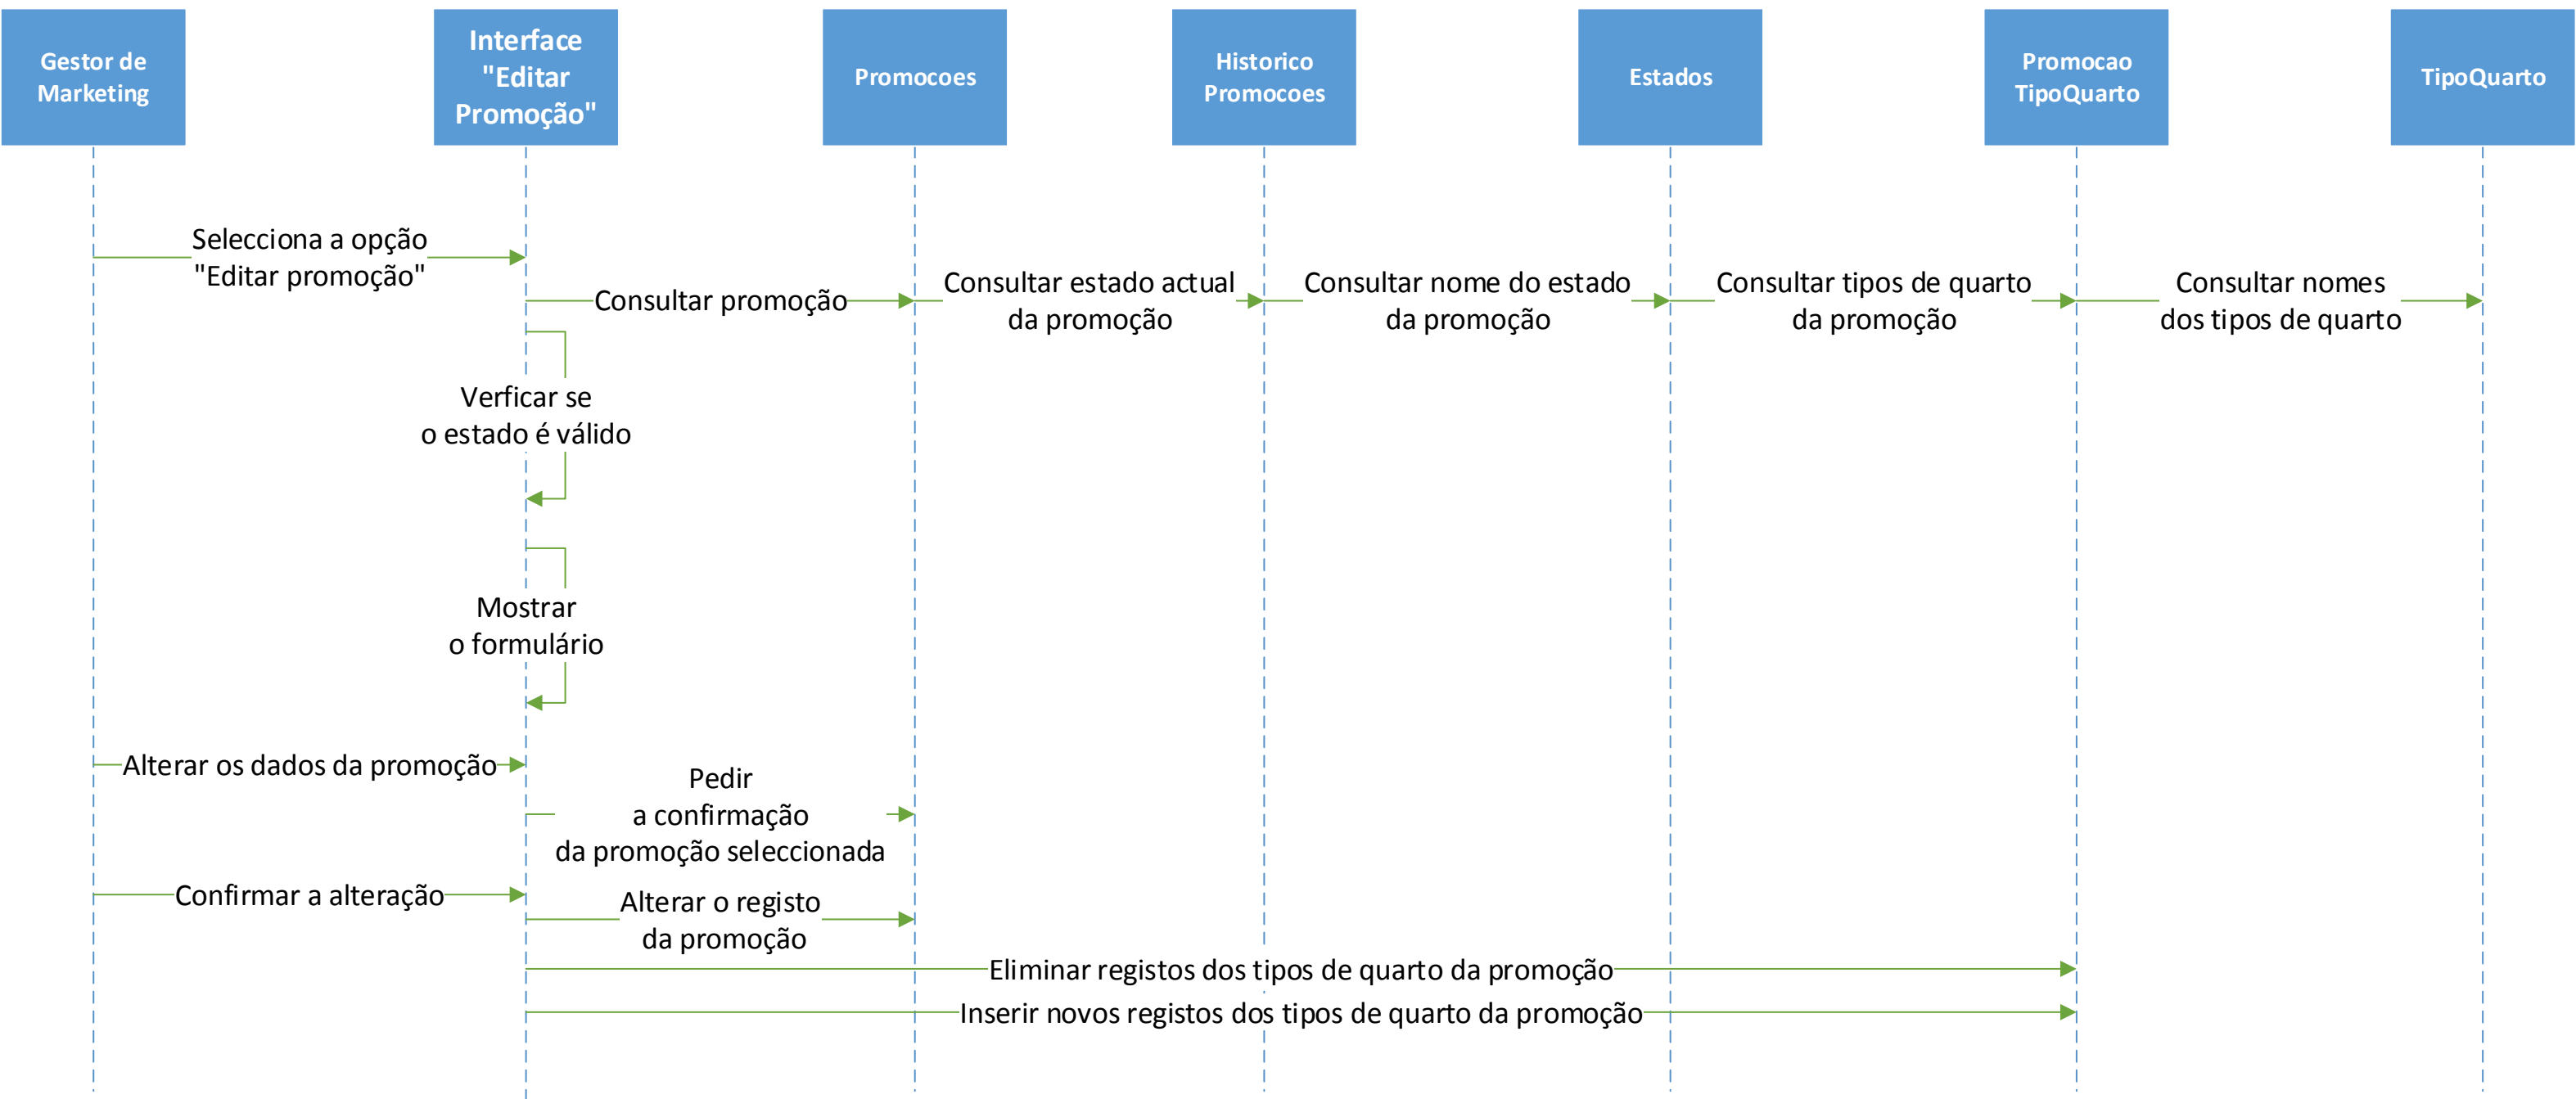 Gestor de
Marketing
Interface
"Editar
Promoção"
Promocoes
Historico
Promocoes
Estados
Promocao
TipoQuarto
TipoQuarto
Selecciona a opção
"Editar promoção"
Consultar promoção
Consultar estado actual
da promoção
Consultar nome do estado
da promoção
Consultar tipos de quarto
da promoção
Consultar nomes
dos tipos de quarto
Verficar se
o estado é válido
Mostrar
o formulário
Alterar os dados da promoção
Pedir
a confirmação
da promoção seleccionada
Confirmar a alteração
Alterar o registo
da promoção
Eliminar registos dos tipos de quarto da promoção
Inserir novos registos dos tipos de quarto da promoção